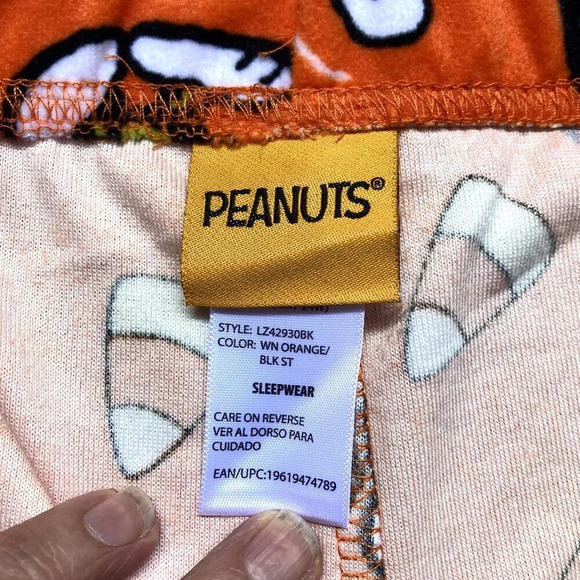 PEANUTS®
STYLE: LZ42930BK
COLOR: WN ORANGE/
BLK ST
SLEEPWEAR
CARE ON REVERSE
VER AL DORSO PARA
CUIDADO
EAN/UPC:19619474789